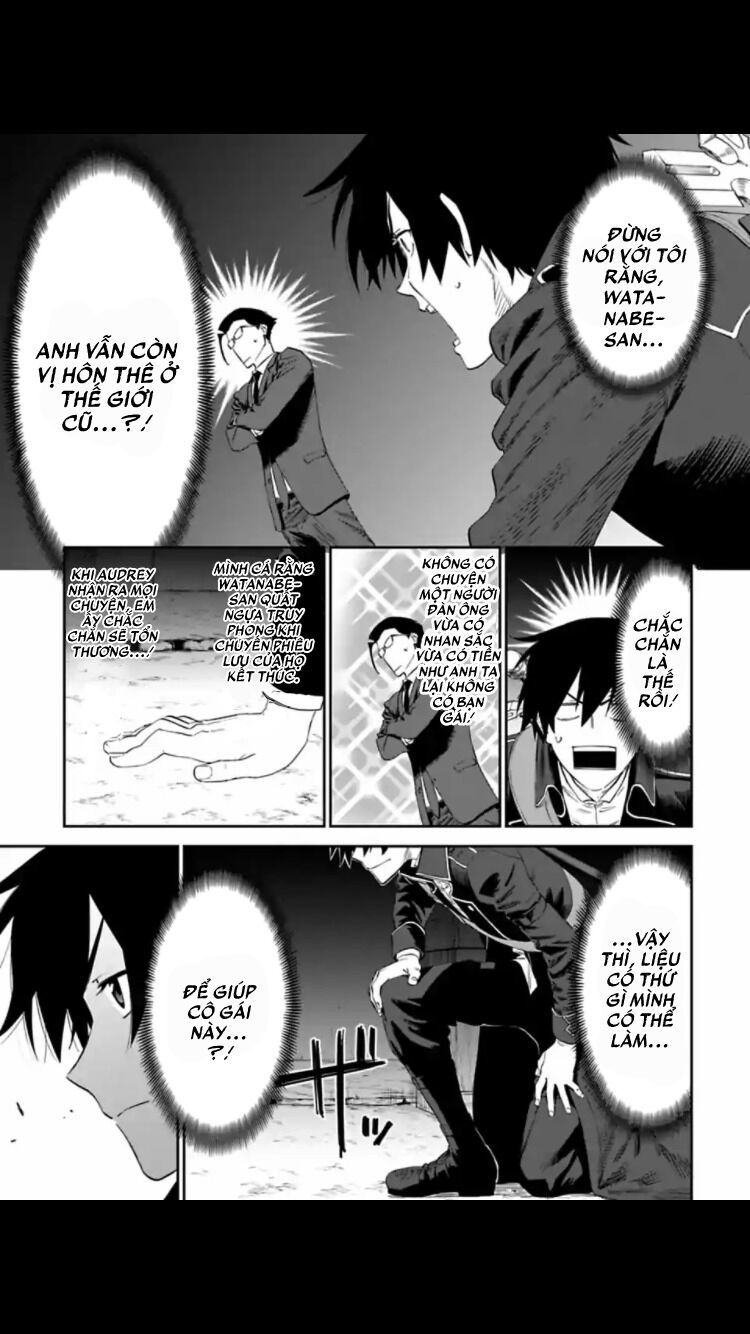 ĐỪNG
NÓI VỚI TÔI
RẰNG,
WATA-
NABE-
SAN...
ANH VẪN CÒN
VỊ HÔN THÊ Ở
THẾ GIỚI
CŨ...?!
CHẮC
CHẮN
LÀ
THẾ
RỒI!
KHÔNG CÓ
CHUYỆN
MỘT NGƯỜI
ĐÀN ÔNG
VỪA CÓ
NHAN SẮC
VỪA CÓ TIỀN
NHƯ ANH TA
LẠI KHÔNG
CÓ BẠN
GÁI!
MÌNH CÁ RẰNG
WATANABE-
SAN QUẤT
NGỰA TRUY
PHONG KHI
CHUYẾN PHIÊU
LƯU CỦA HỌ
KẾT THÚC.
KHI AUDREY
NHẬN RA MỌI
CHUYỆN, EM
ẤY CHẮC
CHẮN SẼ TỔN
THƯƠNG...!
...VẬY
THÌ, LIỆU
CÓ THỨ
GÌ MÌNH
CÓ THỂ
LÀM...
ĐỂ GIÚP
CÔ GÁI
NÀY...
?!
ザッ